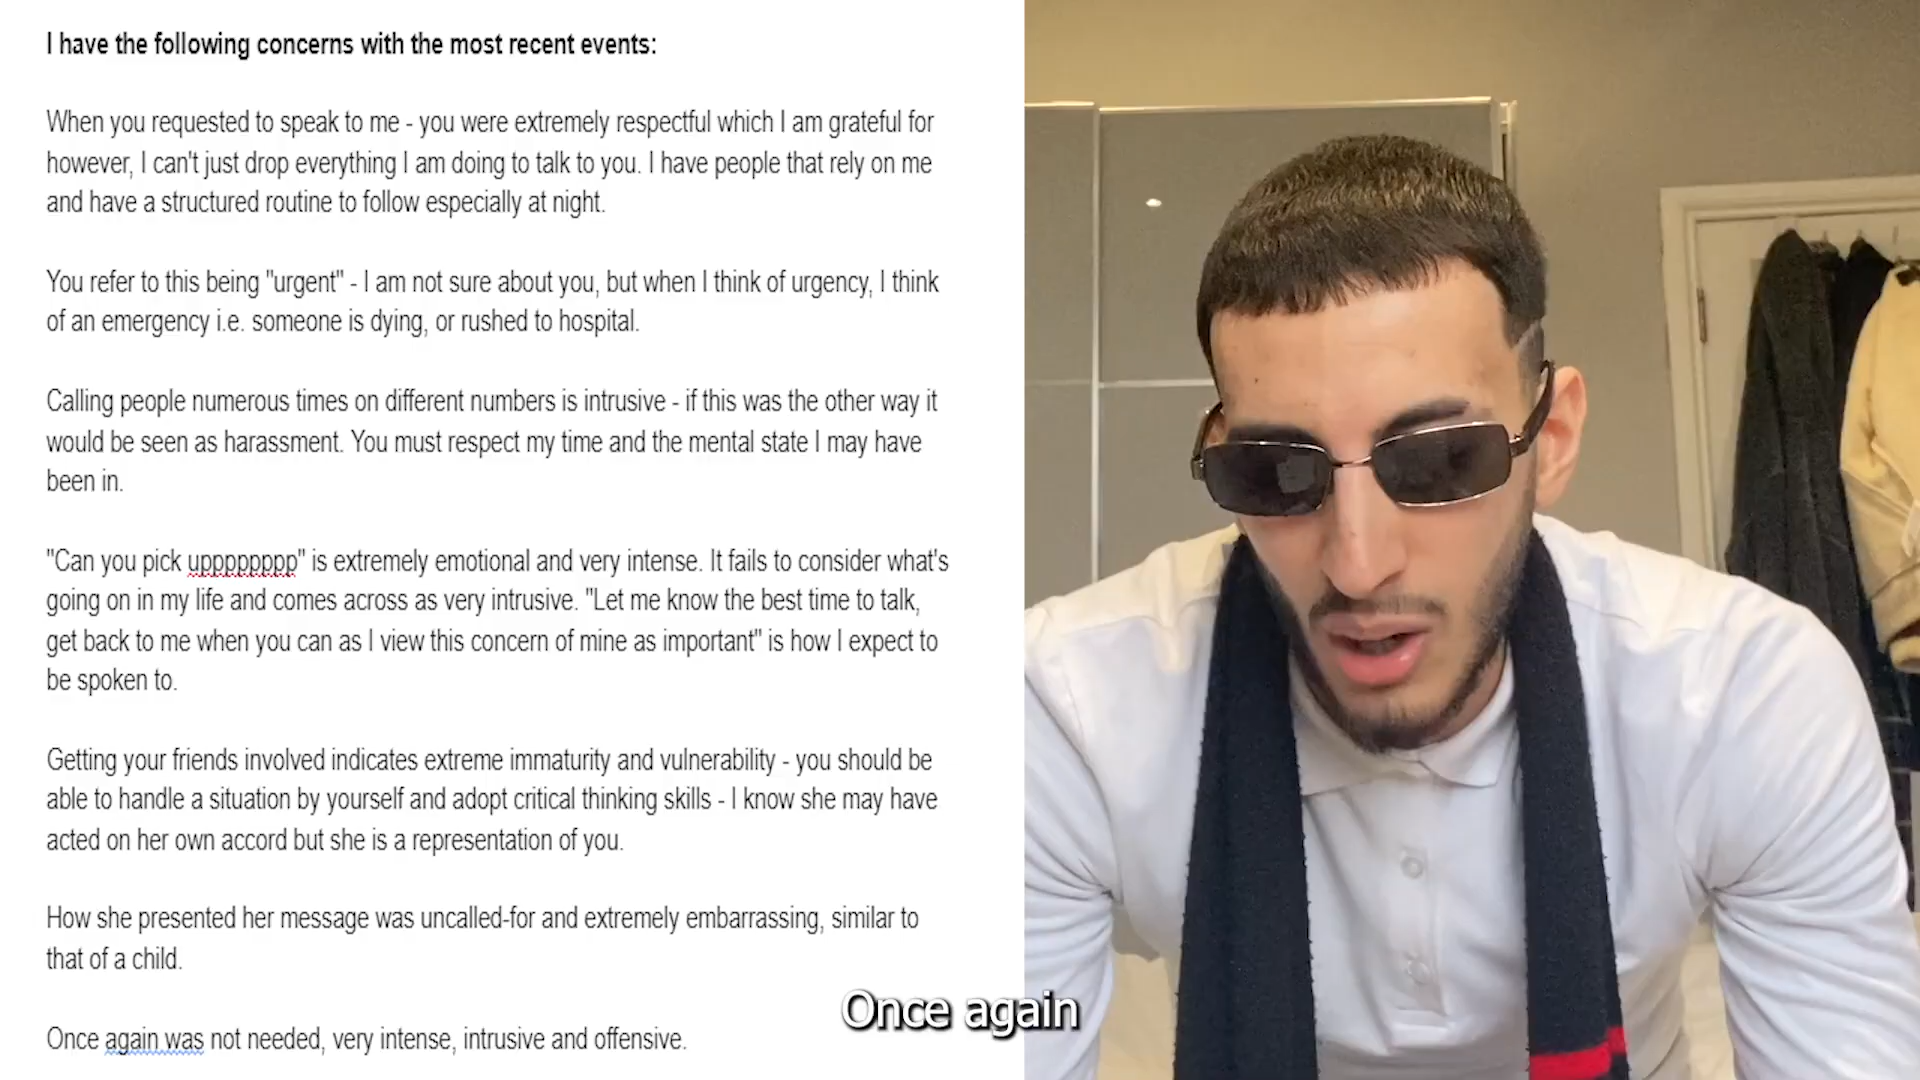 I have the following concerns with the most recent events:
When you requested to speak to me - you were extremely respectful which I am grateful for
however, I can't just drop everything I am doing to talk to you. I have people that rely on me
and have a structured routine to follow especially at night.
You refer to this being "urgent" - I am not sure about you, but when I think of urgency, I think
of an emergency i.e. someone is dying, or rushed to hospital.
Calling people numerous times on different numbers is intrusive - if this was the other way it
would be seen as harassment. You must respect my time and the mental state I may have
been in.
"Can you pick upppppppp" is extremely emotional and very intense. It fails to consider what's
going on in my life and comes across as very intrusive. "Let me know the best time to talk,
get back to me when you can as I view this concern of mine as important" is how I expect to
be spoken to.
Getting your friends involved indicates extreme immaturity and vulnerability - you should be
able to handle a situation by yourself and adopt critical thinking skills - I know she may have
acted on her own accord but she is a representation of you.
How she presented her message was uncalled-for and extremely embarrassing, similar to
that of a child.
Once again was not needed, very intense, intrusive and offensive.
Once again